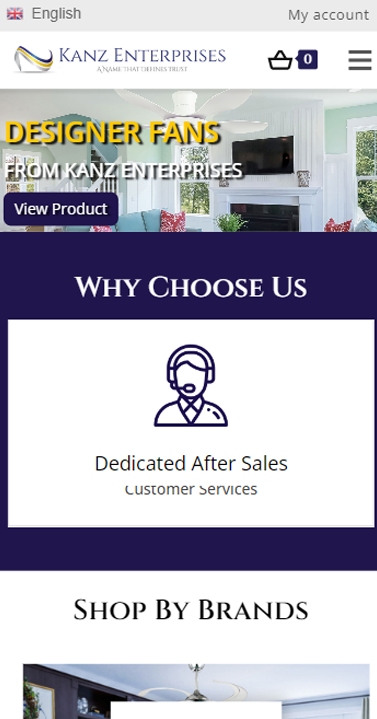 English
My account
KANZ ENTERPRISES
A NAME THAT DEFINES TRUST
0
DESIGNER FANS
FROM KANZ ENTERPRISES
View Product
WHY CHOOSE US
Dedicated After Sales
Customer Services
SHOP BY BRANDS